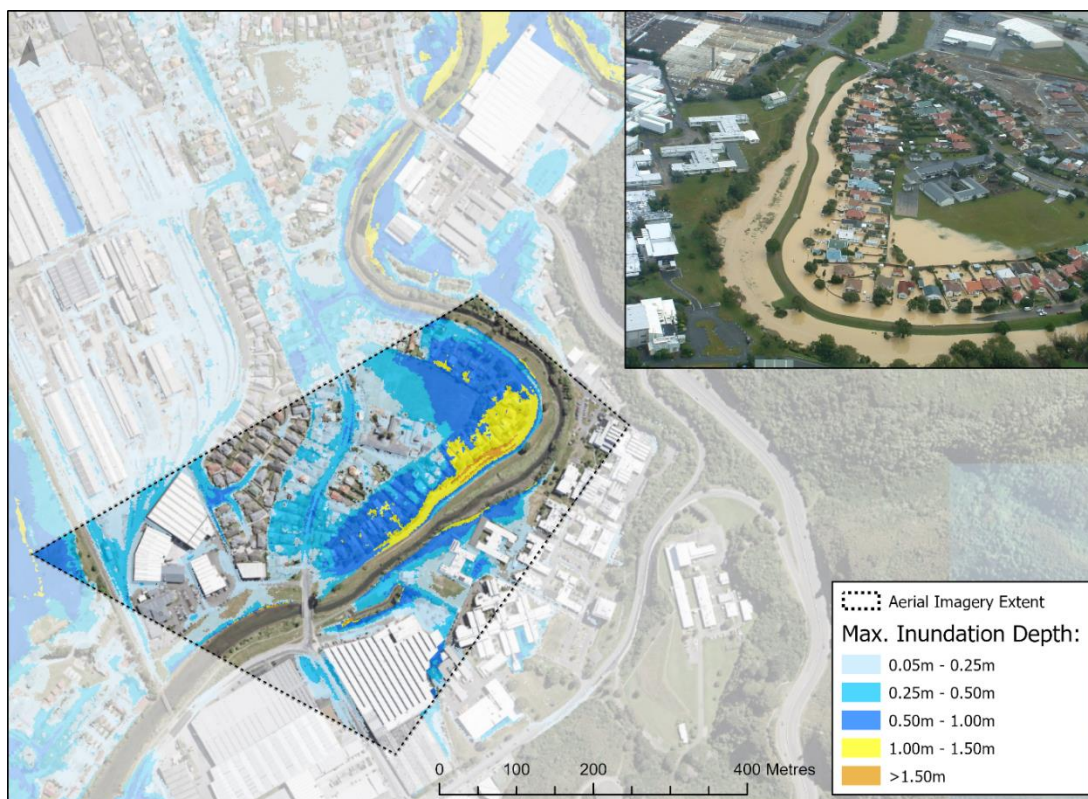 Aerial Imagery Extent
Max. Inundation Depth:
0.05m - 0.25m
0.25m - 0.50m
0.50m - 1.00m
1.00m - 1.50m
>1.50m
0 100 200 400 Metres